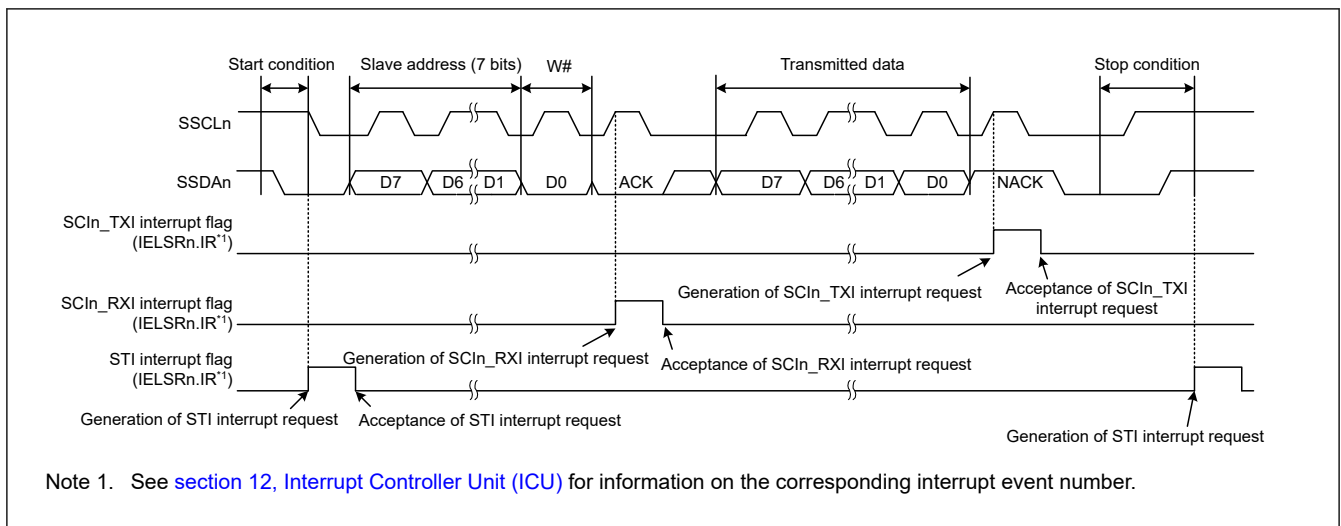 Start condition
Slave address (7 bits)
W#
Transmitted data
Stop condition
SSCLn
SSDAn
D7
D6
D1
D0
ACK
D7
D6
D1
D0
NACK
SCIn_TXI interrupt flag
(IELSRn.IR*1)
Generation of SCIn_TXI interrupt request
Acceptance of SCIn_TXI
interrupt request
SCIn_RXI interrupt flag
(IELSRn.IR*1)
Generation of SCIn_RXI interrupt request
Acceptance of SCIn_RXI interrupt request
STI interrupt flag
(IELSRn.IR*1)
Generation of STI interrupt request
Acceptance of STI interrupt request
Generation of STI interrupt request
Note 1. See section 12, Interrupt Controller Unit (ICU) for information on the corresponding interrupt event number.